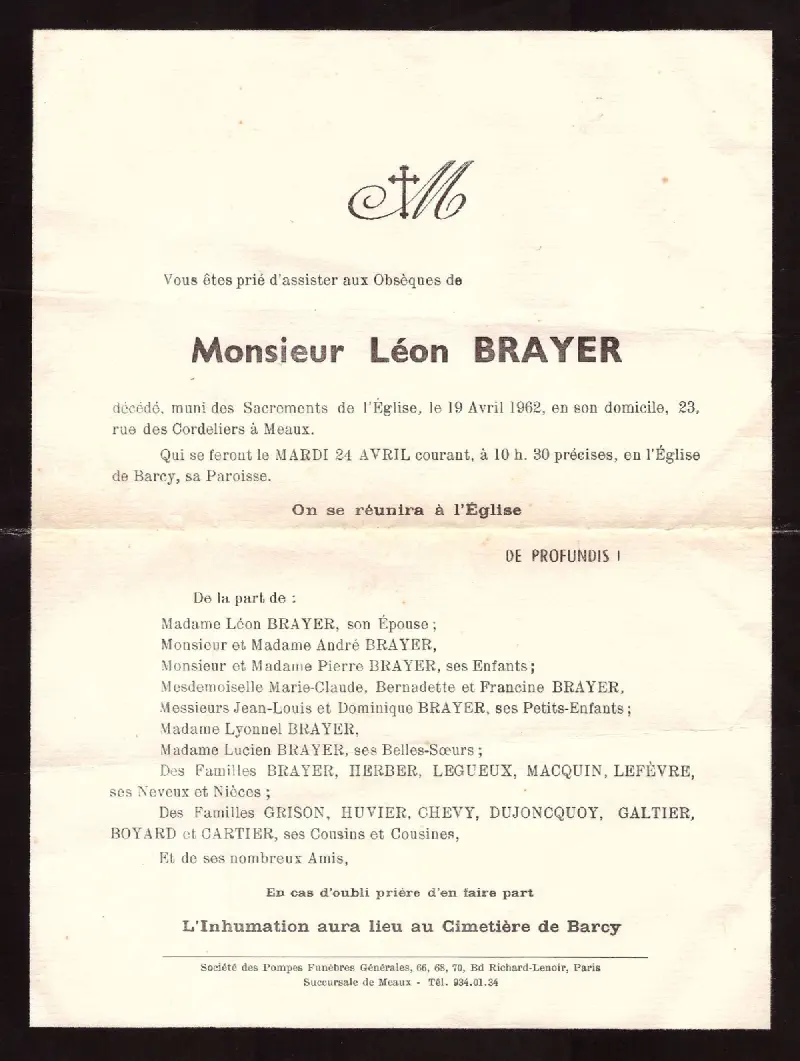 M
Vous êtes prié d'assister aux Obsèques de
Monsieur Léon BRAYER
décédé, muni des Sacrements de l'Église, le 19 Avril 1962, en son domicile, 23,
rue des Cordeliers à Meaux.
Qui se feront le MARDI 24 AVRIL courant, à 10 h. 30 précises, en l'Église
de Barcy, sa Paroisse.
On se réunira à l'Église
DE PROFUNDIS !
De la part de :
Madame Léon BRAYER, son Épouse ;
Monsieur et Madame André BRAYER,
Monsieur et Madame Pierre BRAYER, ses Enfants ;
Mesdemoiselle Marie-Claude, Bernadette et Francine BRAYER,
Messieurs Jean-Louis et Dominique BRAYER, ses Petits-Enfants ;
Madame Lyonnel BRAYER,
Madame Lucien BRAYER, ses Belles-Sœurs ;
Des Familles BRAYER, HERBER, LEGUEUX, MACQUIN, LEFÈVRE,
ses Neveux et Nièces ;
Des Familles GRISON, HUVIER, CHEVY, DUJONCQUOY, GALTIER,
BOYARD et CARTIER, ses Cousins et Cousines,
Et de ses nombreux Amis,
En cas d'oubli prière d'en faire part
L'Inhumation aura lieu au Cimetière de Barcy
Société des Pompes Funèbres Générales, 66, 68, 70, Bd Richard-Lenoir, Paris
Succursale de Meaux - Tél. 934.01.34